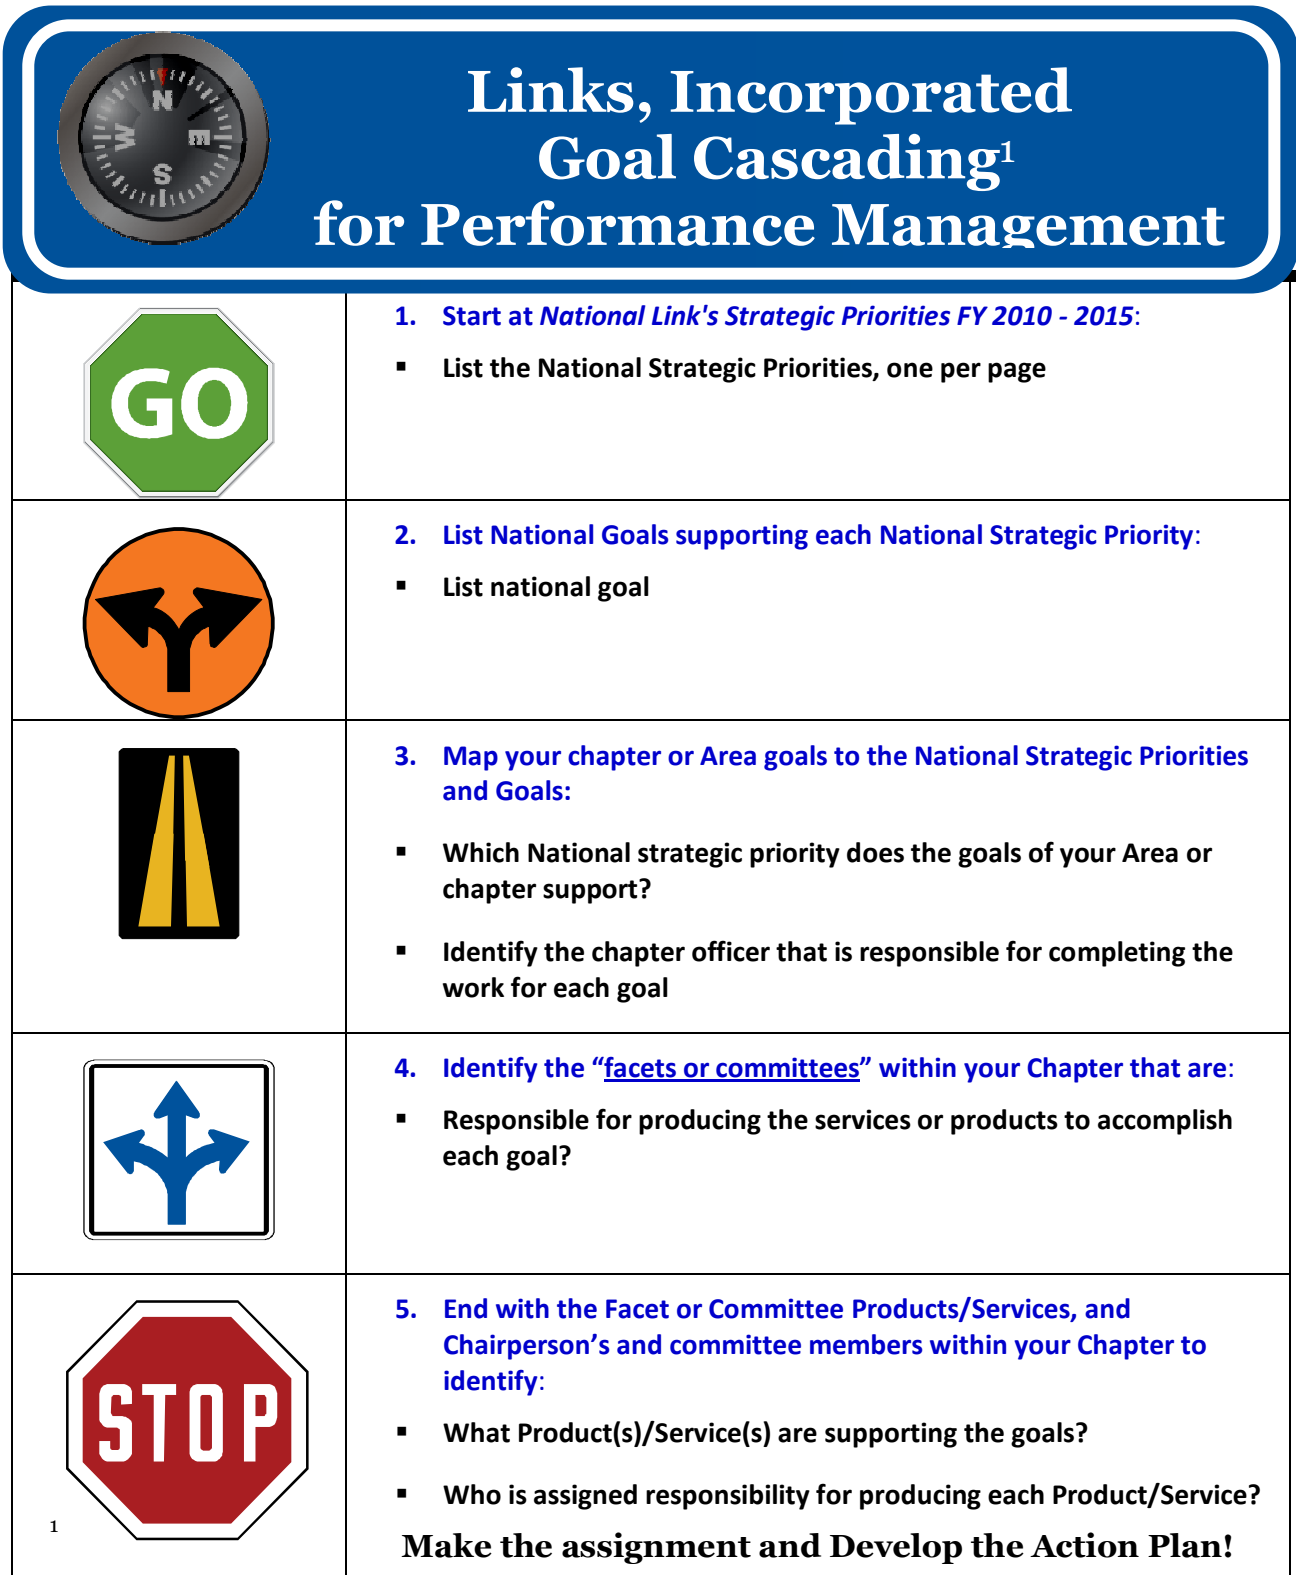 N
E
S
W
Links, Incorporated
Goal Cascading¹
for Performance Management
GO
1. Start at National Link's Strategic Priorities FY 2010 - 2015:
▪ List the National Strategic Priorities, one per page
2. List National Goals supporting each National Strategic Priority:
▪ List national goal
3. Map your chapter or Area goals to the National Strategic Priorities
and Goals:
▪ Which National strategic priority does the goals of your Area or
chapter support?
▪ Identify the chapter officer that is responsible for completing the
work for each goal
4. Identify the “facets or committees” within your Chapter that are:
▪ Responsible for producing the services or products to accomplish
each goal?
STOP
5. End with the Facet or Committee Products/Services, and
Chairperson’s and committee members within your Chapter to
identify:
▪ What Product(s)/Service(s) are supporting the goals?
▪ Who is assigned responsibility for producing each Product/Service?
1
Make the assignment and Develop the Action Plan!